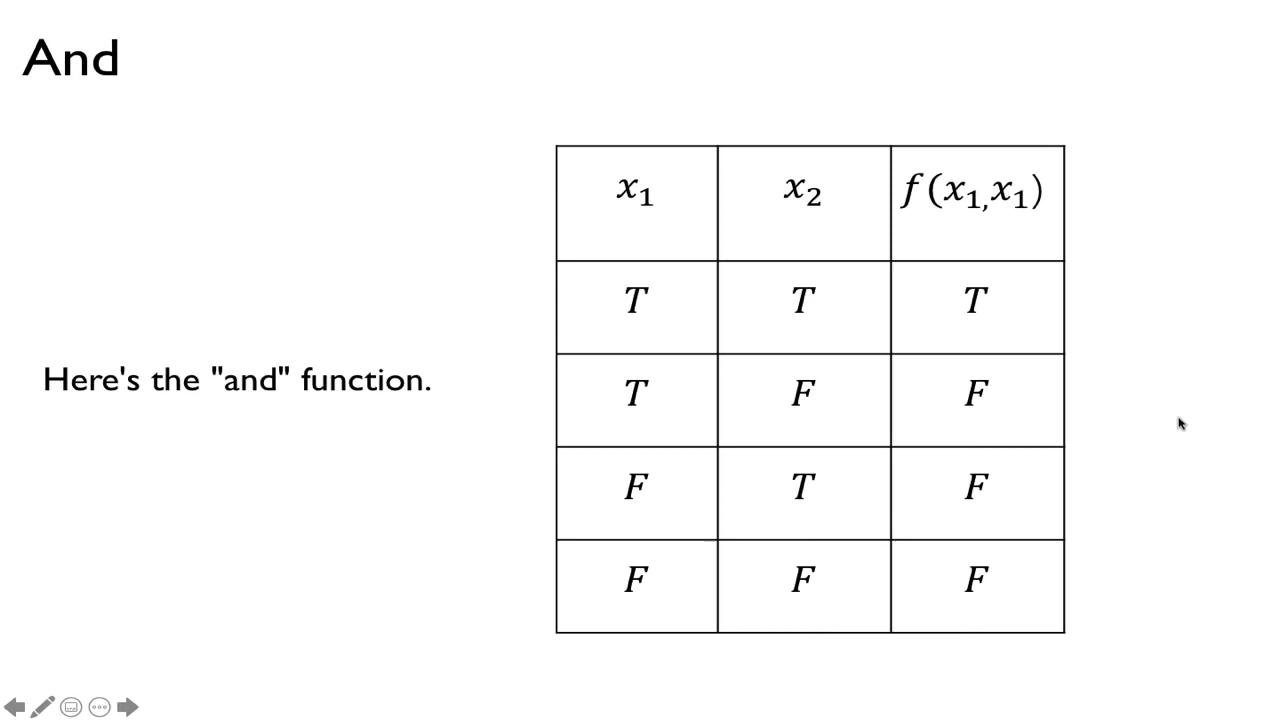 And
x₁ x₂ f(x₁,x₁)
T T T
T F F
Here's the "and" function.
F T F
F F F